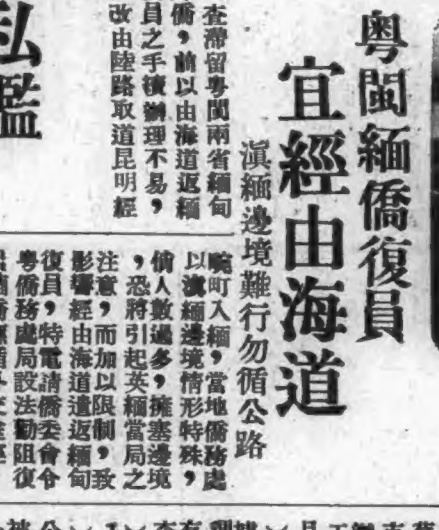 粤閩緬僑復員
宜經由海道
滇緬邊境難行勿循公路
查滯留粤閩兩省緬甸
僑,前以由海道返緬
員之手續辦理不易,
改由陸路取道昆明經
畹町入緬,當地僑務處
以滇緬邊境情形特殊,
僑人數過多,擁塞邊境
,恐將引起英緬當局之
注意,而加以限制,致
影響經由海道遣返緬甸
復員,特電請僑委會令
粤僑務處局設法勸阻復
私